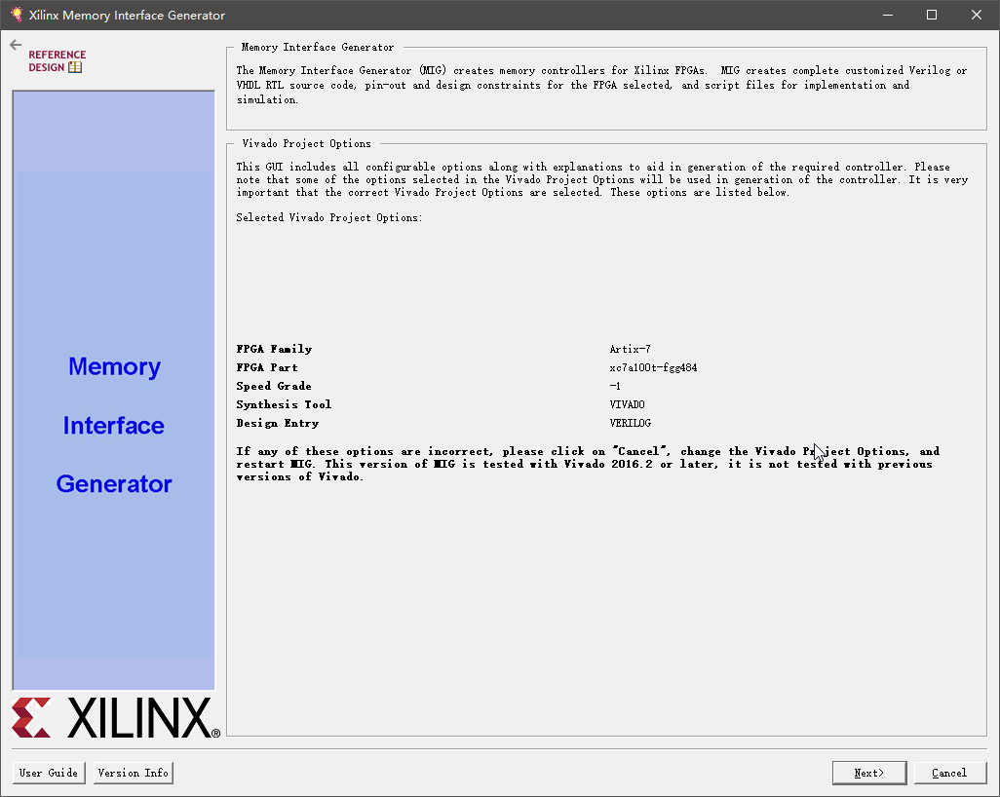 Xilinx Memory Interface Generator
REFERENCE
DESIGN
Memory
Interface
Generator
XILINX®
Memory Interface Generator
The Memory Interface Generator (MIG) creates memory controllers for Xilinx FPGAs. MIG creates complete customized Verilog or
VHDL RTL source code, pin-out and design constraints for the FPGA selected, and script files for implementation and
simulation.
Vivado Project Options
This GUI includes all configurable options along with explanations to aid in generation of the required controller. Please
note that some of the options selected in the Vivado Project Options will be used in generation of the controller. It is very
important that the correct Vivado Project Options are selected. These options are listed below.
Selected Vivado Project Options:
FPGA Family Artix-7
FPGA Part xc7a100t-fgg484
Speed Grade -1
Synthesis Tool VIVADO
Design Entry VERILOG
If any of these options are incorrect, please click on "Cancel", change the Vivado Project Options, and
restart MIG. This version of MIG is tested with Vivado 2016.2 or later, it is not tested with previous
versions of Vivado.
User Guide Version Info Next> Cancel